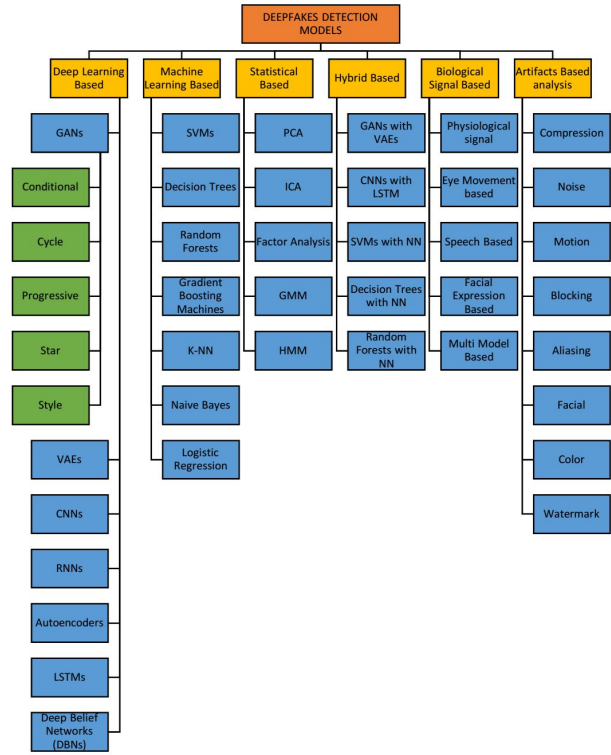 DEEPFAKES DETECTION
MODELS
Deep Learning
Based
Machine
Learning Based
Statistical
Based
Hybrid Based
Biological
Signal Based
Artifacts Based
analysis
GANs
Conditional
Cycle
Progressive
Star
Style
VAEs
CNNs
RNNs
Autoencoders
LSTMs
Deep Belief
Networks (DBNs)
SVMs
Decision Trees
Random
Forests
Gradient
Boosting
Machines
K-NN
Naive Bayes
Logistic
Regression
PCA
ICA
Factor Analysis
GMM
HMM
GANs with
VAEs
CNNs with
LSTM
SVMs with NN
Decision Trees
with NN
Random
Forests with
NN
Physiological
signal
Eye Movement
based
Speech Based
Facial
Expression
Based
Multi Model
Based
Compression
Noise
Motion
Blocking
Aliasing
Facial
Color
Watermark